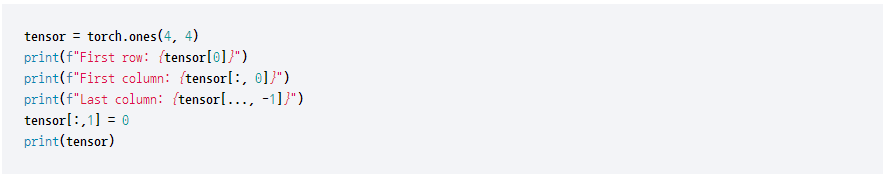 tensor = torch.ones(4, 4)
print(f"First row: {tensor[0]}")
print(f"First column: {tensor[:, 0]}")
print(f"Last column: {tensor[..., -1]}")
tensor[:,1] = 0
print(tensor)